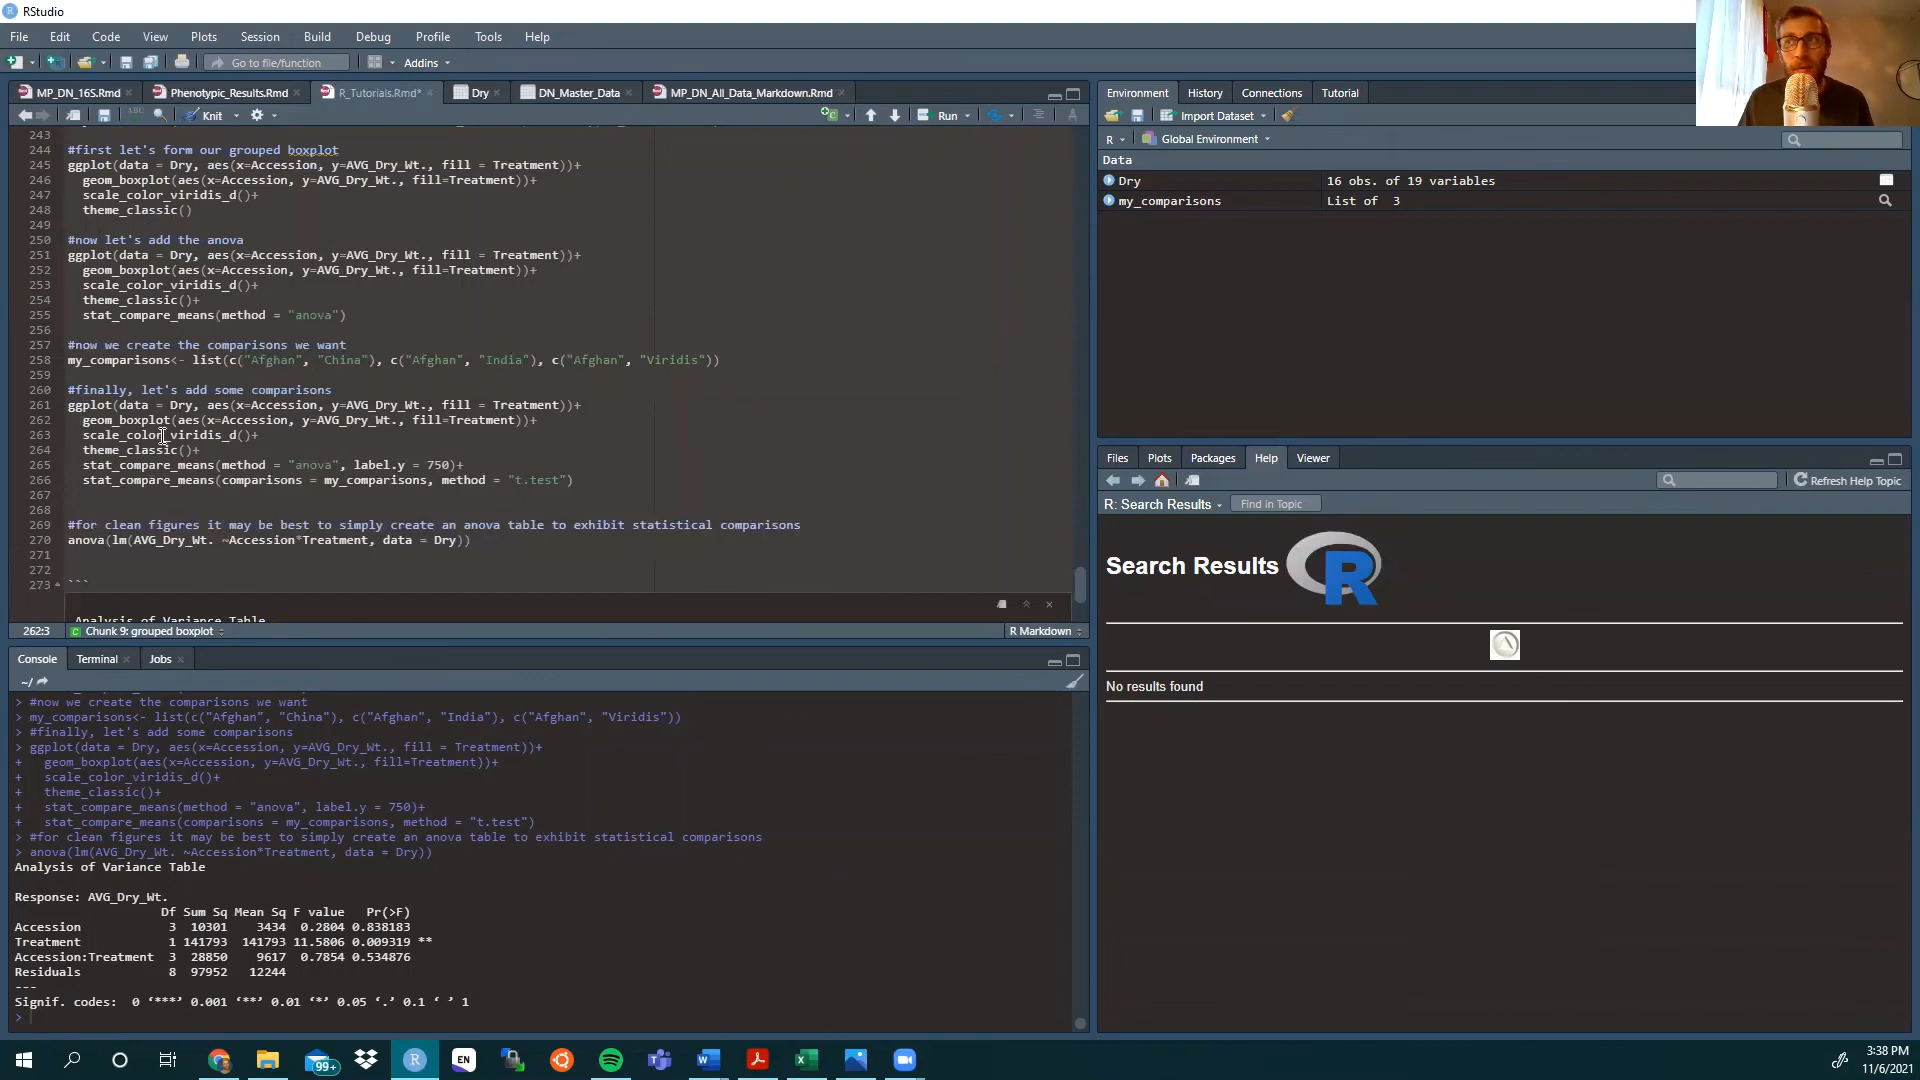 RStudio
File Edit Code View Plots Session Build Debug Profile Tools Help
Go to file/function Addins
MP_DN_16S.Rmd Phenotypic_Results.Rmd R_Tutorials.Rmd* Dry DN_Master_Data MP_DN_All_Data_Markdown.Rmd
Knit Run
243
244 #first let's form our grouped boxplot
245 ggplot(data = Dry, aes(x=Accession, y=AVG_Dry_Wt., fill = Treatment))+
246 geom_boxplot(aes(x=Accession, y=AVG_Dry_Wt., fill=Treatment))+
247 scale_color_viridis_d()+
248 theme_classic()
249
250 #now let's add the anova
251 ggplot(data = Dry, aes(x=Accession, y=AVG_Dry_Wt., fill = Treatment))+
252 geom_boxplot(aes(x=Accession, y=AVG_Dry_Wt., fill=Treatment))+
253 scale_color_viridis_d()+
254 theme_classic()+
255 stat_compare_means(method = "anova")
256
257 #now we create the comparisons we want
258 my_comparisons<- list(c("Afghan", "China"), c("Afghan", "India"), c("Afghan", "Viridis"))
259
260 #finally, let's add some comparisons
261 ggplot(data = Dry, aes(x=Accession, y=AVG_Dry_Wt., fill = Treatment))+
262 geom_boxplot(aes(x=Accession, y=AVG_Dry_Wt., fill=Treatment))+
263 scale_color_viridis_d()+
264 theme_classic()+
265 stat_compare_means(method = "anova", label.y = 750)+
266 stat_compare_means(comparisons = my_comparisons, method = "t.test")
267
268
269 #for clean figures it may be best to simply create an anova table to exhibit statistical comparisons
270 anova(lm(AVG_Dry_Wt. ~Accession*Treatment, data = Dry))
271
272
273 ```
Analysis of Variance Table
262:3 Chunk 9: grouped boxplot R Markdown
Console Terminal Jobs
~/
> #now we create the comparisons we want
> my_comparisons<- list(c("Afghan", "China"), c("Afghan", "India"), c("Afghan", "Viridis"))
> #finally, let's add some comparisons
> ggplot(data = Dry, aes(x=Accession, y=AVG_Dry_Wt., fill = Treatment))+
+ geom_boxplot(aes(x=Accession, y=AVG_Dry_Wt., fill=Treatment))+
+ scale_color_viridis_d()+
+ theme_classic()+
+ stat_compare_means(method = "anova", label.y = 750)+
+ stat_compare_means(comparisons = my_comparisons, method = "t.test")
> #for clean figures it may be best to simply create an anova table to exhibit statistical comparisons
> anova(lm(AVG_Dry_Wt. ~Accession*Treatment, data = Dry))
Analysis of Variance Table
Response: AVG_Dry_Wt.
Df Sum Sq Mean Sq F value Pr(>F)
Accession 3 10301 3434 0.2804 0.838183
Treatment 1 141793 141793 11.5806 0.009319 **
Accession:Treatment 3 28850 9617 0.7854 0.534876
Residuals 8 97952 12244
---
Signif. codes: 0 ‘***’ 0.001 ‘**’ 0.01 ‘*’ 0.05 ‘.’ 0.1 ‘ ’ 1
>
Environment History Connections Tutorial
Import Dataset
R Global Environment
Data
Dry 16 obs. of 19 variables
my_comparisons List of 3
Files Plots Packages Help Viewer
Refresh Help Topic
R: Search Results Find in Topic
Search Results R
No results found
99+ R EN
3:38 PM
11/6/2021